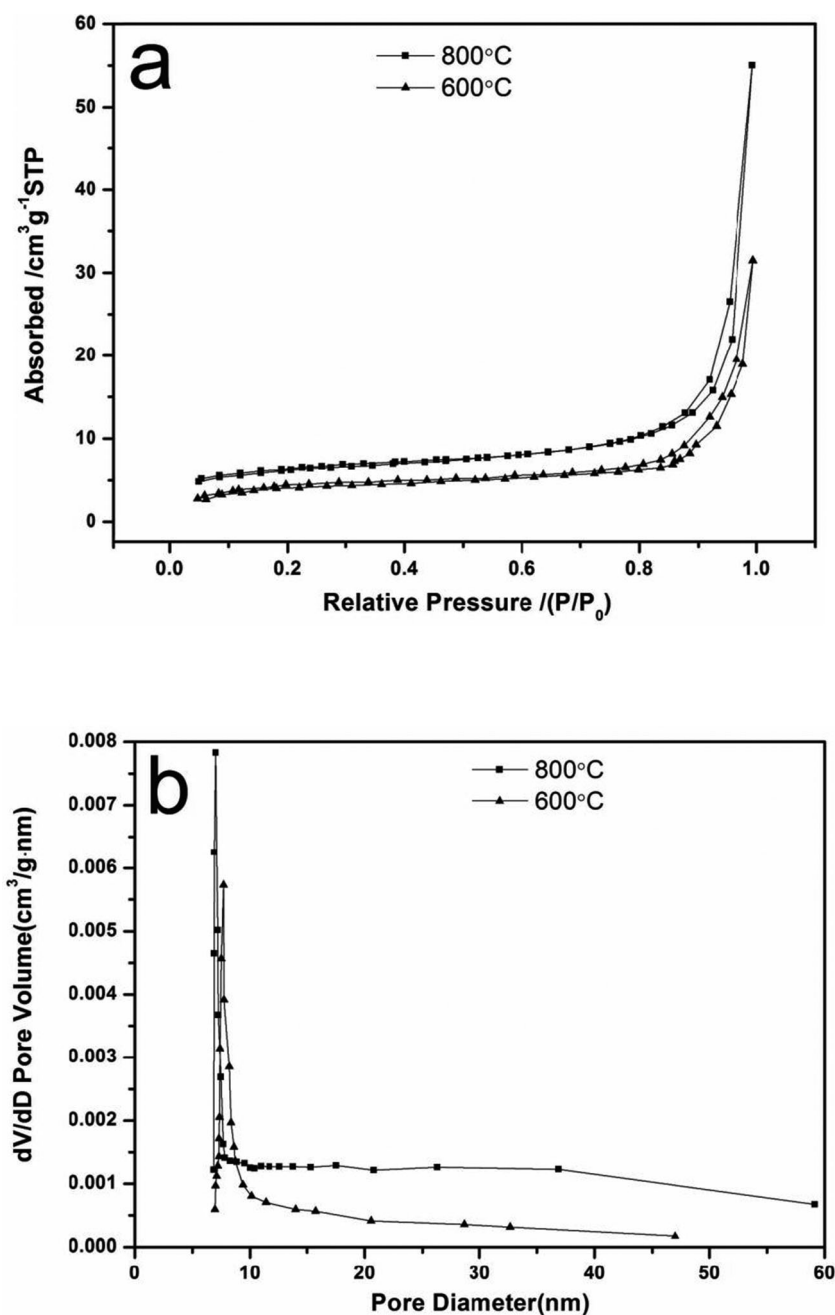 a
800°C
600°C
60
50
40
30
20
10
0
Absorbed /cm³g⁻¹STP
0.0 0.2 0.4 0.6 0.8 1.0
Relative Pressure /(P/P₀)
b
800°C
600°C
0.008
0.007
0.006
0.005
0.004
0.003
0.002
0.001
0.000
dV/dD Pore Volume(cm³/g·nm)
0 10 20 30 40 50 60
Pore Diameter(nm)